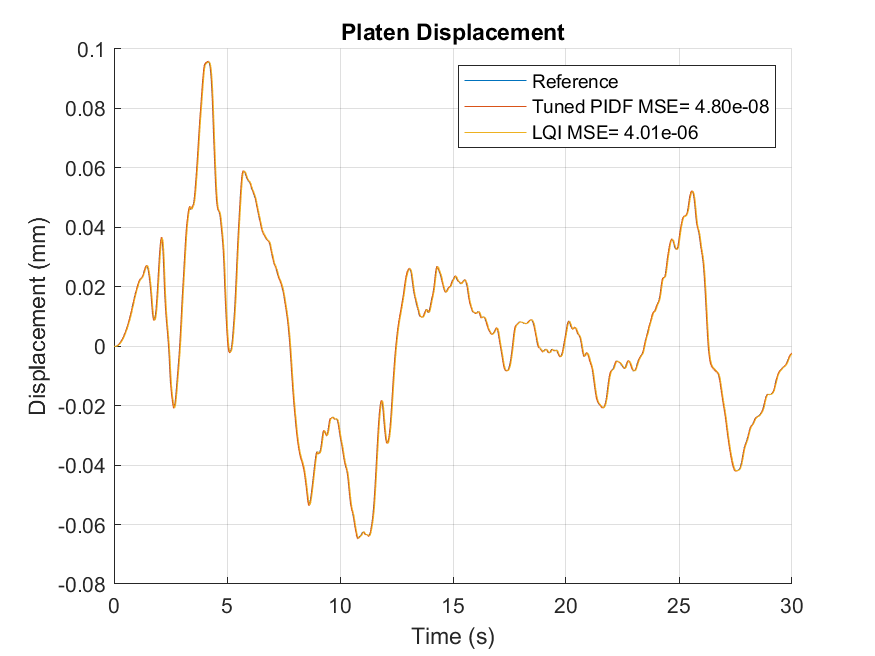 Platen Displacement
0.1
0.08
0.06
0.04
0.02
0
-0.02
-0.04
-0.06
-0.08
Displacement (mm)
Reference
Tuned PIDF MSE= 4.80e-08
LQI MSE= 4.01e-06
0 5 10 15 20 25 30
Time (s)